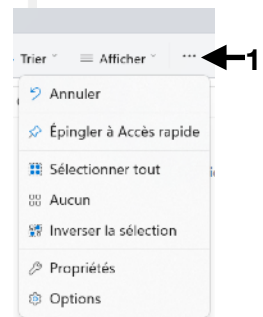 Trier Afficher ... 1
Annuler
Épingler à Accès rapide
Sélectionner tout
Aucun
Inverser la sélection
Propriétés
Options